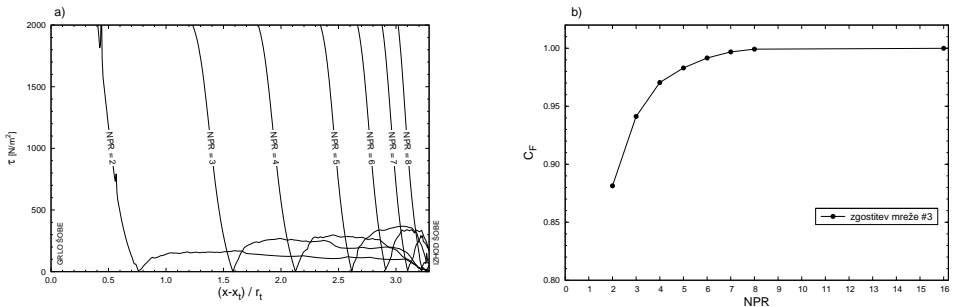 a)
2000
1500
1000
500
0
τ [N/m²]
NPR = 2
NPR = 3
NPR = 4
NPR = 5
NPR = 6
NPR = 7
NPR = 8
GRLO ŠOBE
IZHOD ŠOBE
0.0 0.5 1.0 1.5 2.0 2.5 3.0
(x-xt) / rt
b)
1.00
0.95
0.90
0.85
0.80
CF
zgostitev mreže #3
0 1 2 3 4 5 6 7 8 9 10 11 12 13 14 15 16
NPR